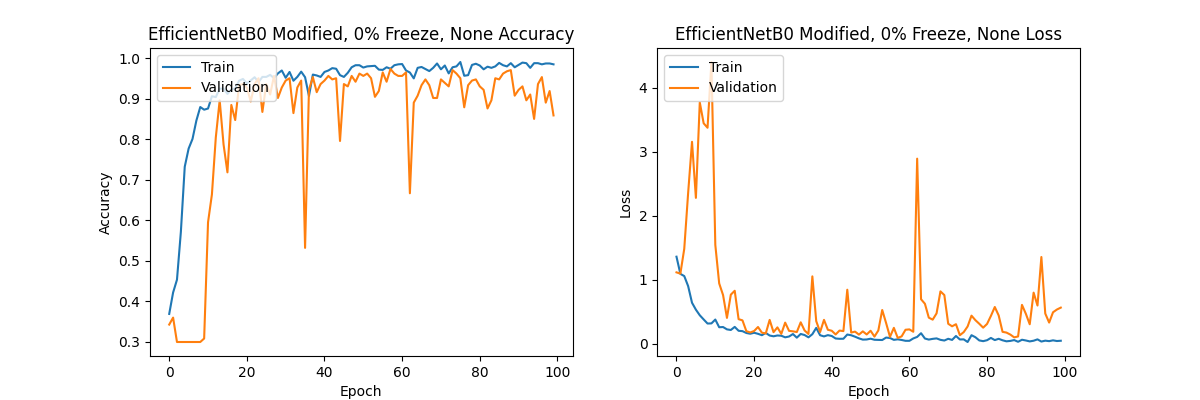 EfficientNetB0 Modified, 0% Freeze, None Accuracy
1.0
0.9
0.8
0.7
0.6
0.5
0.4
0.3
Accuracy
Train
Validation
0
20
40
60
80
100
Epoch
EfficientNetB0 Modified, 0% Freeze, None Loss
4
3
2
1
0
Loss
Train
Validation
0
20
40
60
80
100
Epoch